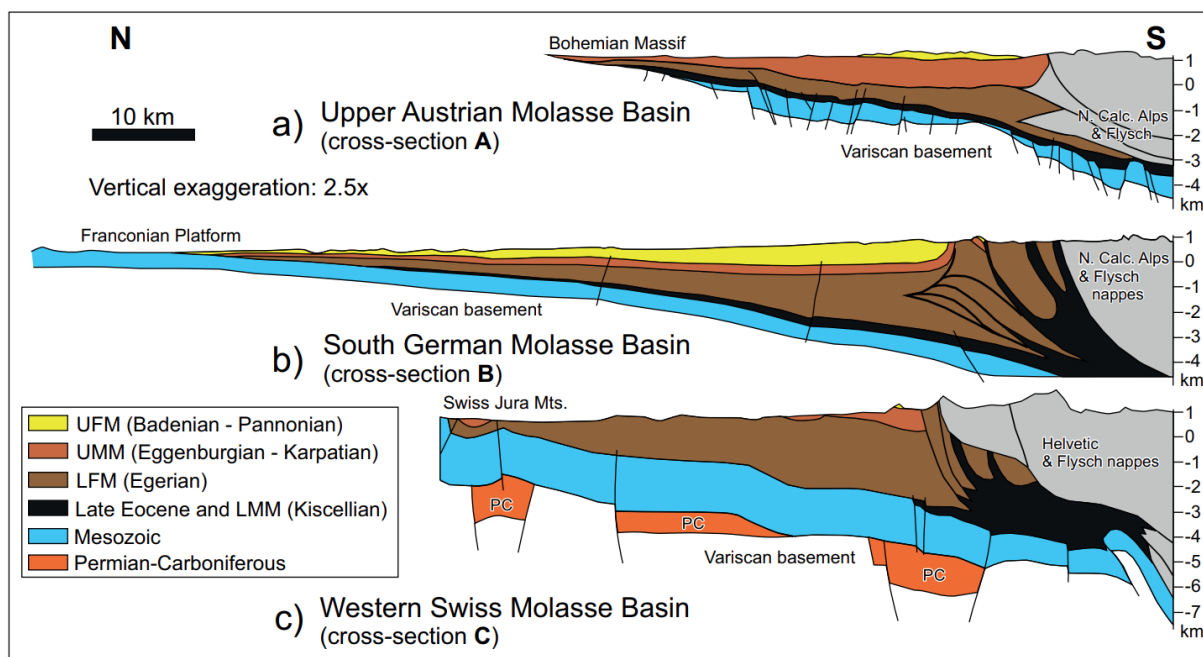 N
S
Bohemian Massif
10 km
a) Upper Austrian Molasse Basin
(cross-section A)
Vertical exaggeration: 2.5x
N. Calc. Alps
& Flysch
Variscan basement
1
0
-1
-2
-3
-4
km
Franconian Platform
N. Calc. Alps
& Flysch
nappes
Variscan basement
b) South German Molasse Basin
(cross-section B)
1
0
-1
-2
-3
-4
Swiss Jura Mts.
UFM (Badenian - Pannonian)
UMM (Eggenburgian - Karpatian)
LFM (Egerian)
Late Eocene and LMM (Kiscellian)
Mesozoic
Permian-Carboniferous
Helvetic
& Flysch nappes
PC
PC
PC
Variscan basement
c) Western Swiss Molasse Basin
(cross-section C)
1
0
-1
-2
-3
-4
-5
-6
-7
km